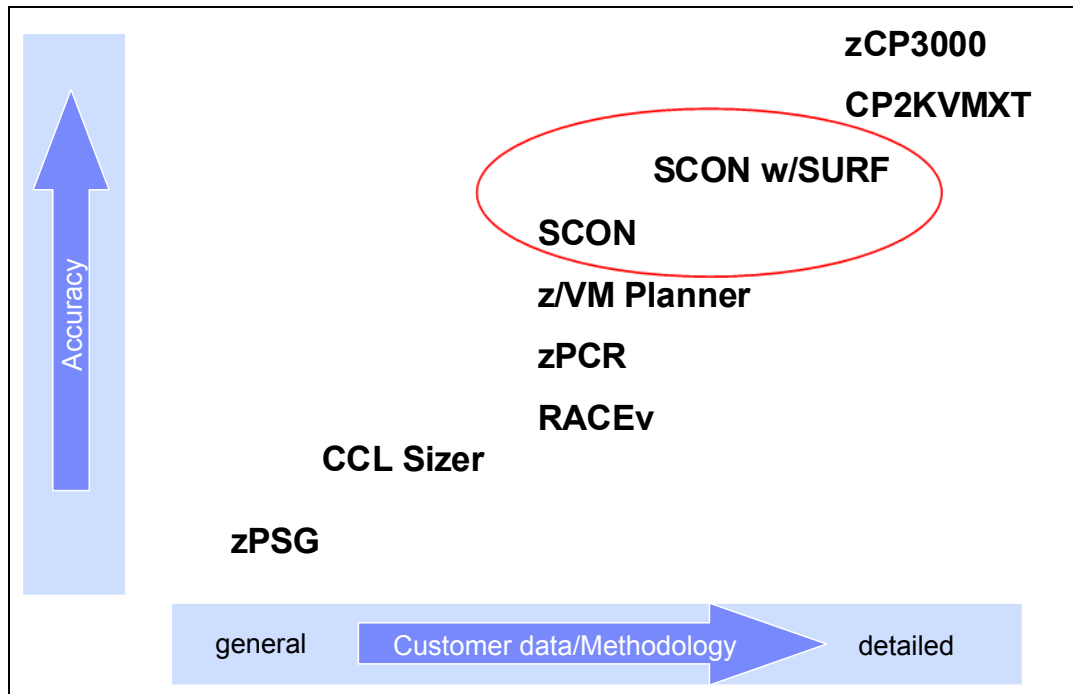 zCP3000
CP2KVMXT
SCON w/SURF
SCON
z/VM Planner
zPCR
RACEv
CCL Sizer
zPSG
Accuracy
general Customer data/Methodology detailed